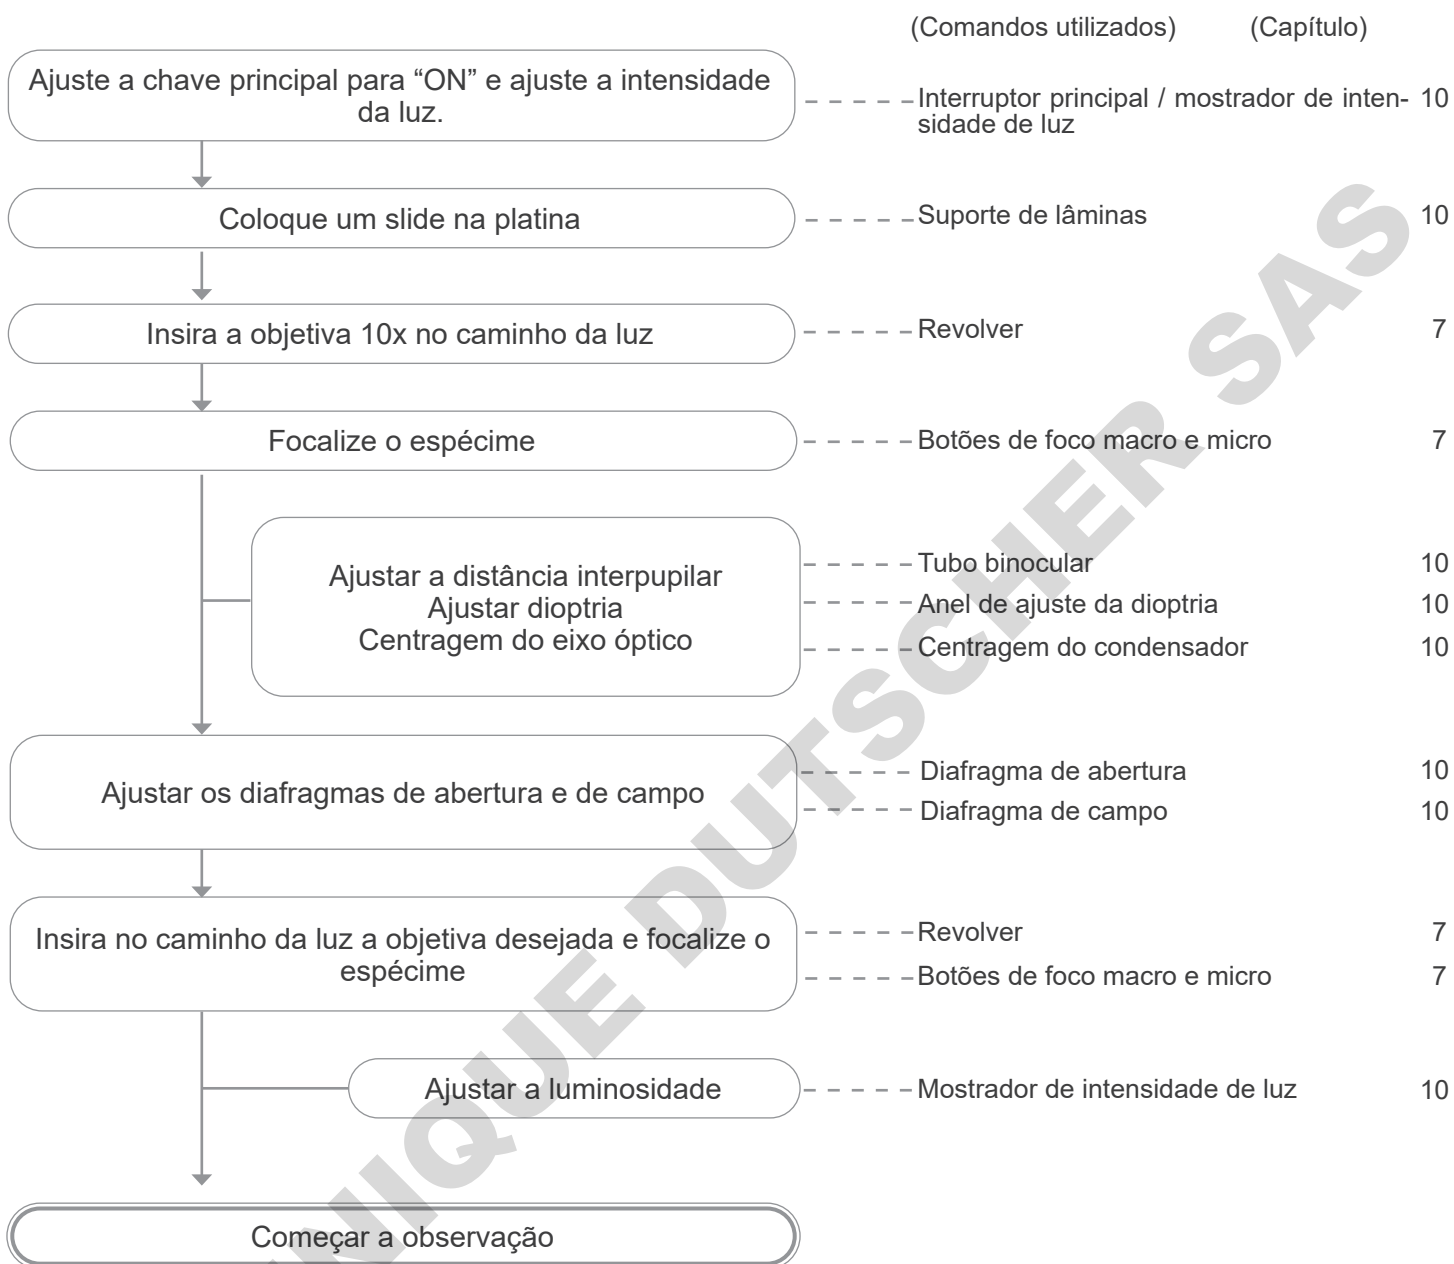 (Comandos utilizados) (Capítulo)
Ajuste a chave principal para “ON” e ajuste a intensidade
da luz.
Interruptor principal / mostrador de inten- 10
sidade de luz
Coloque um slide na platina
Suporte de lâminas 10
Insira a objetiva 10x no caminho da luz
Revolver 7
Focalize o espécime
Botões de foco macro e micro 7
Ajustar a distância interpupilar
Ajustar dioptria
Centragem do eixo óptico
Tubo binocular 10
Anel de ajuste da dioptria 10
Centragem do condensador 10
Ajustar os diafragmas de abertura e de campo
Diafragma de abertura 10
Diafragma de campo 10
Insira no caminho da luz a objetiva desejada e focalize o
espécime
Revolver 7
Botões de foco macro e micro 7
Ajustar a luminosidade
Mostrador de intensidade de luz 10
Começar a observação
NIQUE DUTSCHER SAS